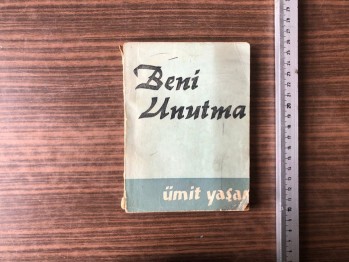 Beni
Unutma
ümit yaşar